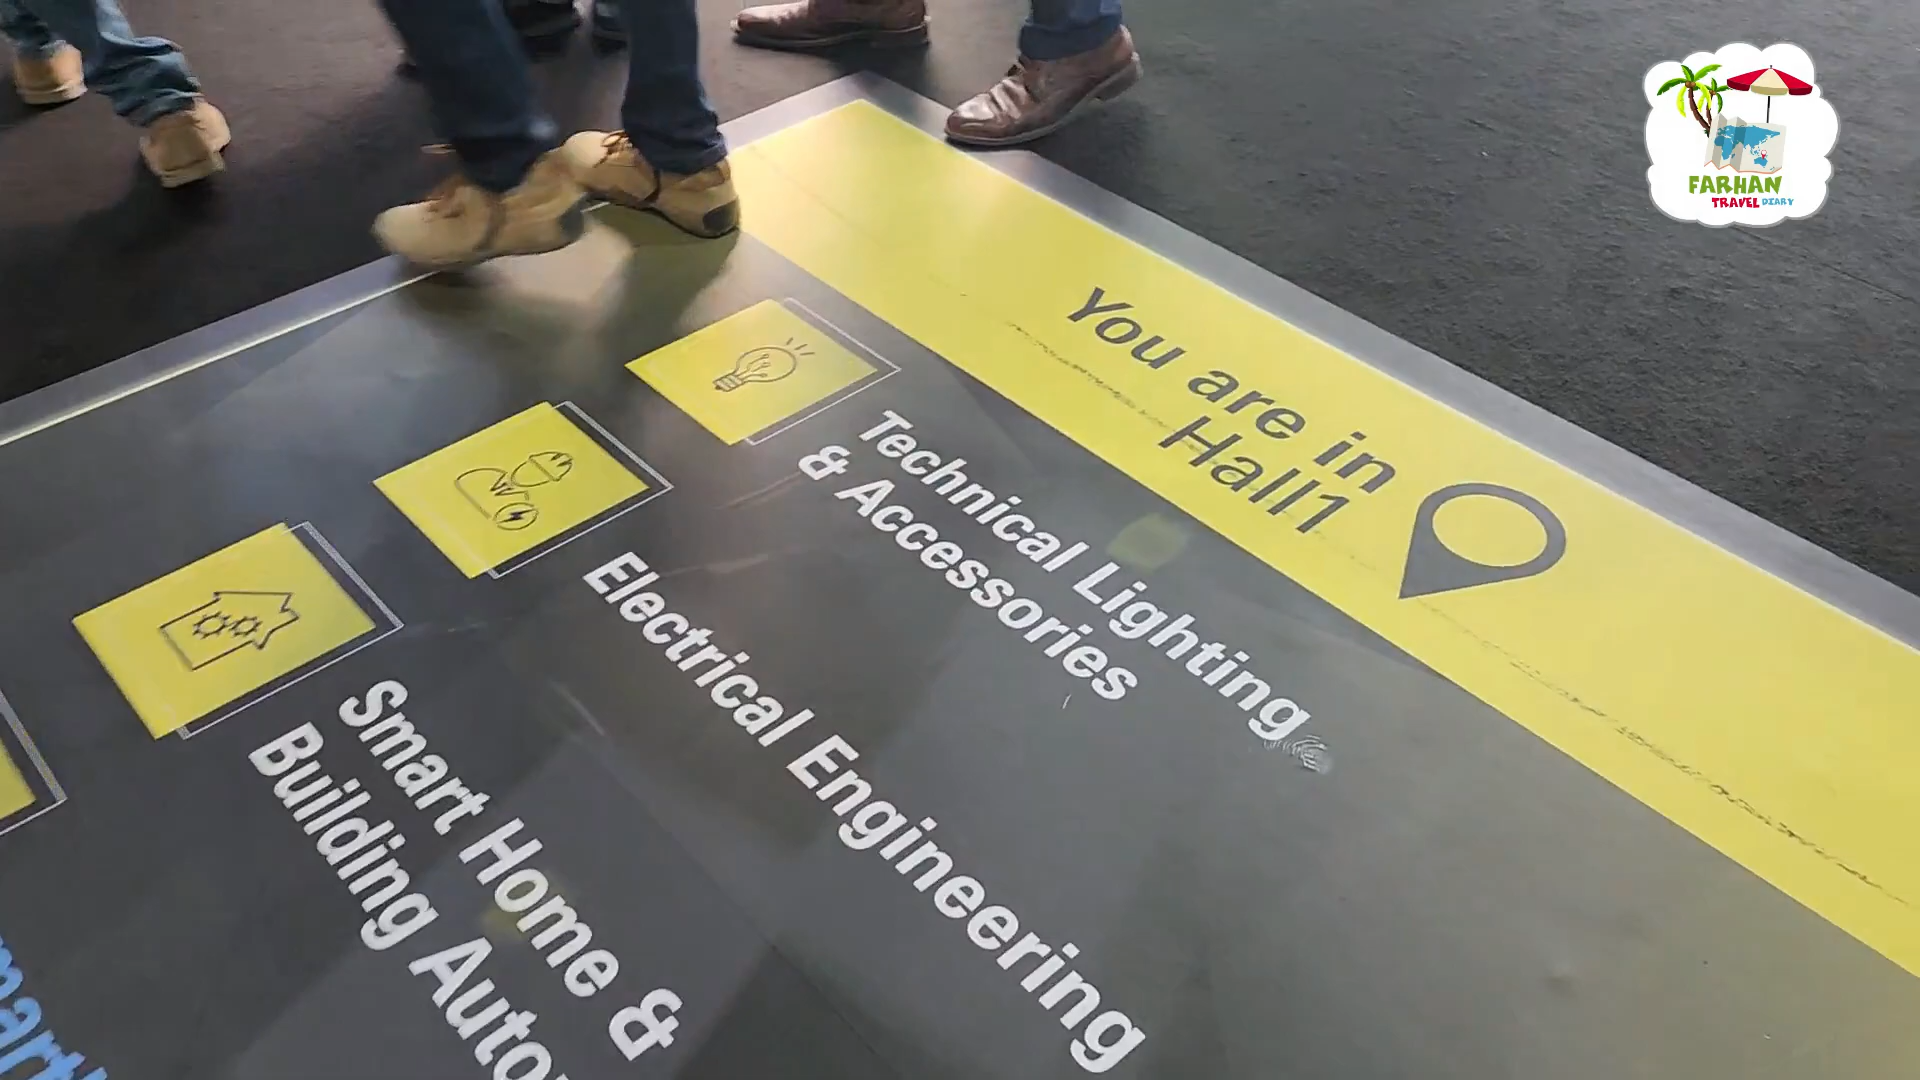 You are in
Hall1
Technical Lighting
& Accessories
Electrical Engineering
Smart Home &
Building
FARHAN
TRAVEL DIARY